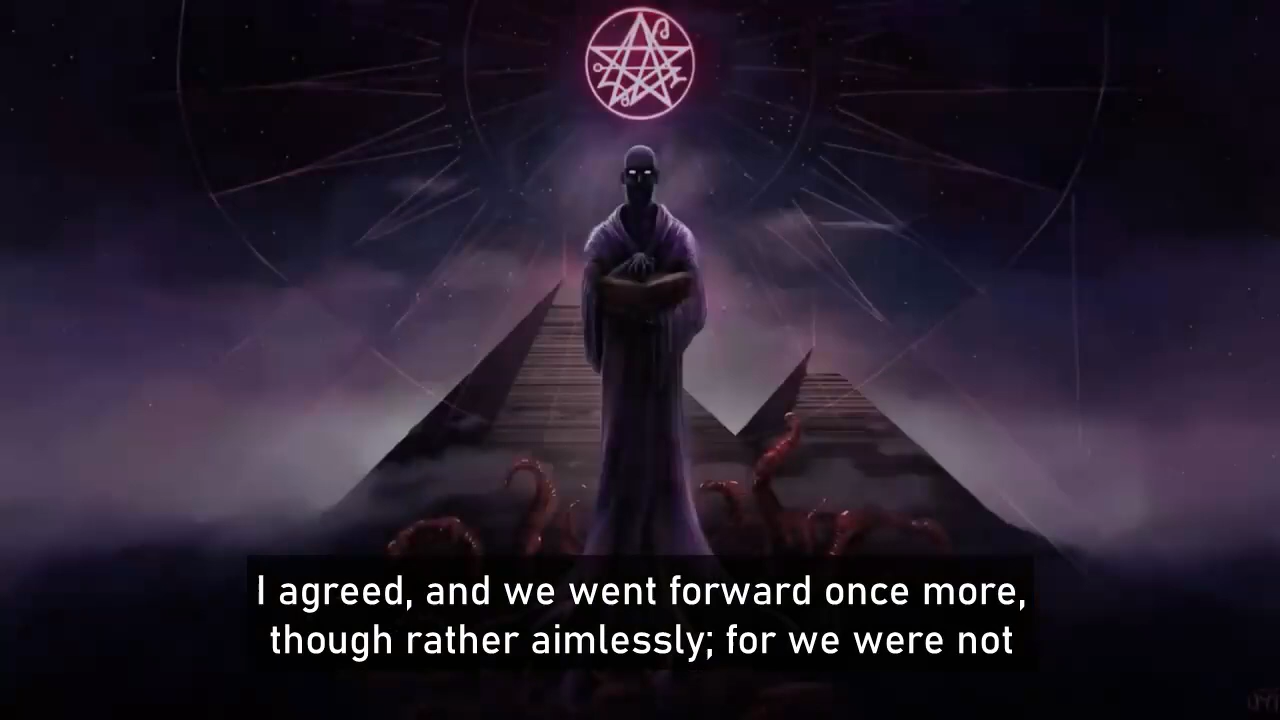 I agreed, and we went forward once more,
though rather aimlessly; for we were not